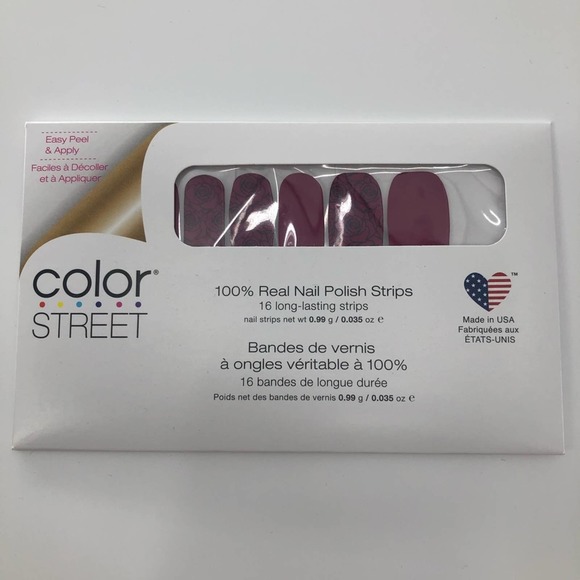 Easy Peel
& Apply
Faciles à Décoller
et à Appliquer
color®
STREET
100% Real Nail Polish Strips
16 long-lasting strips
nail strips net wt 0.99 g / 0.035 oz ℮
Bandes de vernis
à ongles véritable à 100%
16 bandes de longue durée
Poids net des bandes de vernis 0.99 g / 0.035 oz ℮
™
Made in USA
Fabriquées aux
ÉTATS-UNIS